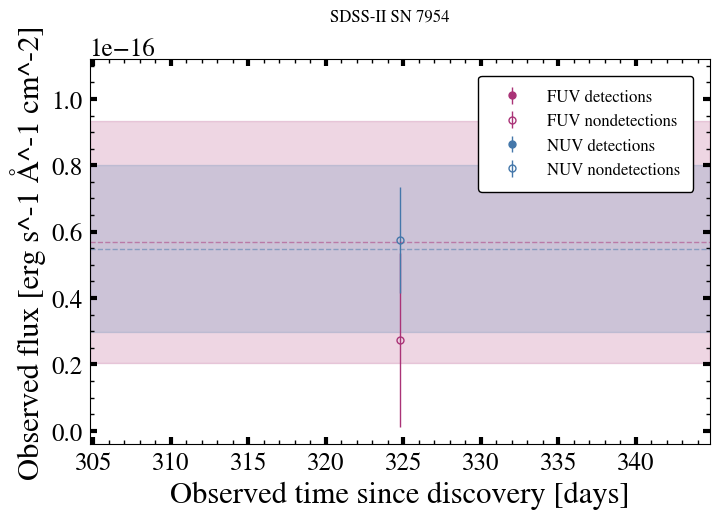 SDSS-II SN 7954
1e−16
Observed flux [erg s^-1 Å^-1 cm^-2]
1.0
0.8
0.6
0.4
0.2
0.0
FUV detections
FUV nondetections
NUV detections
NUV nondetections
305 310 315 320 325 330 335 340
Observed time since discovery [days]